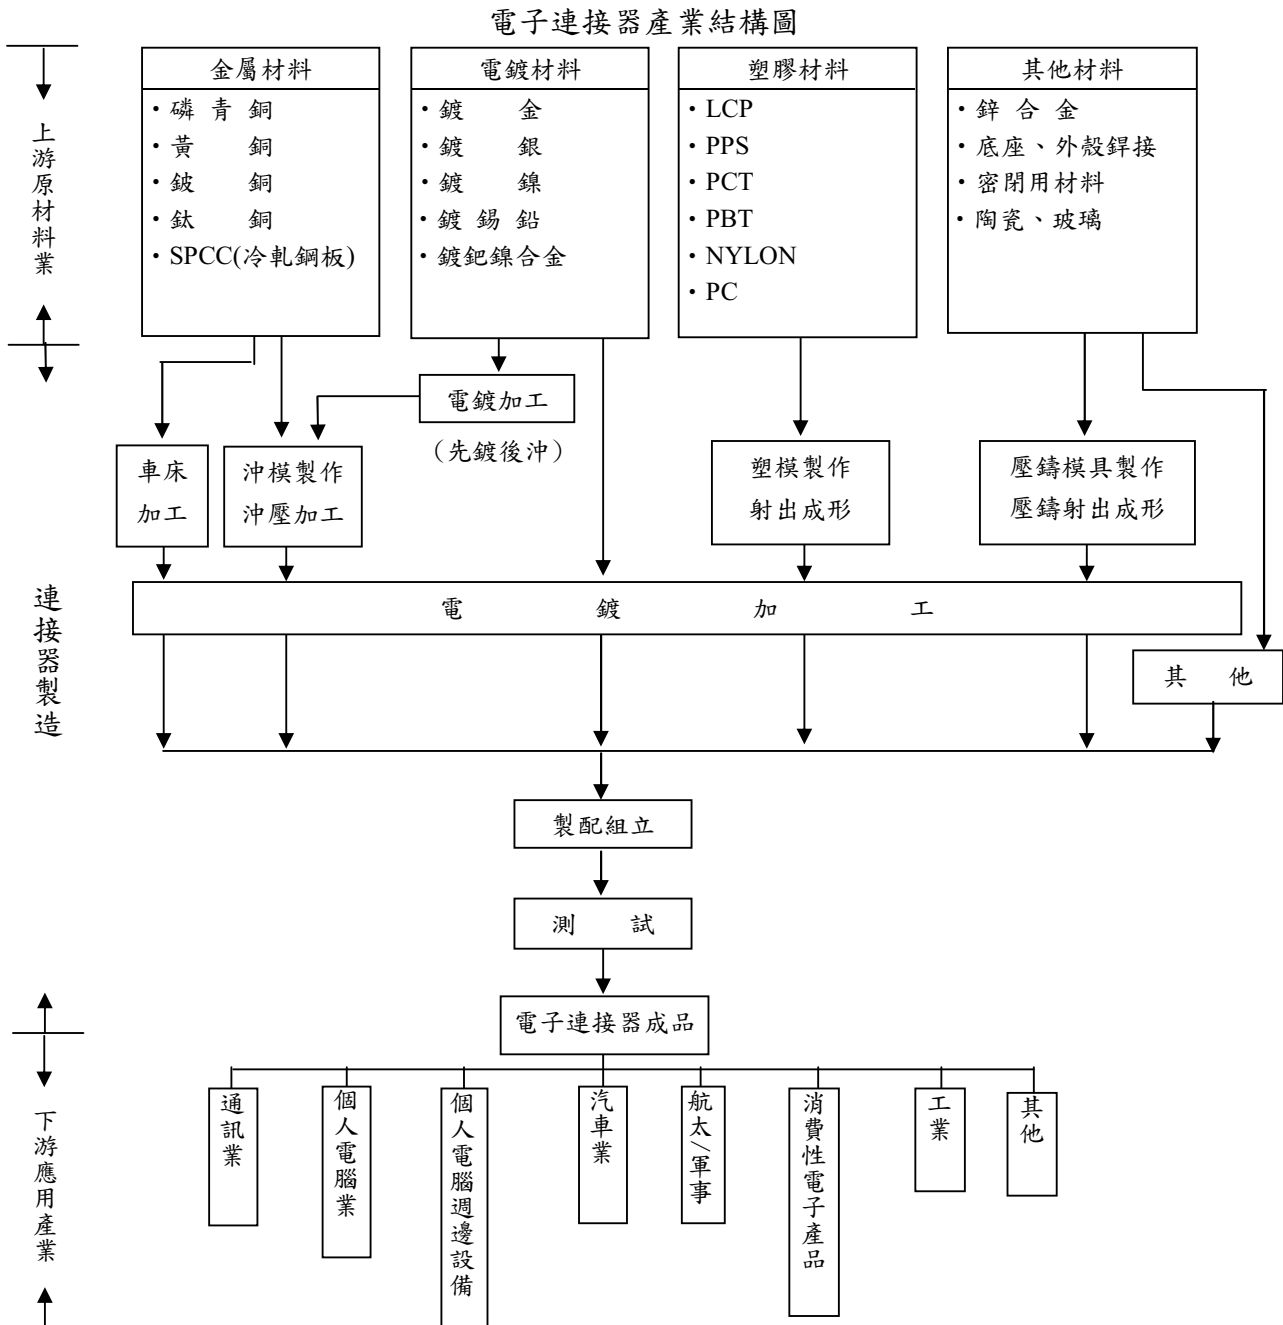 電子連接器產業結構圖
上游原材料業
金屬材料
・磷青銅
・黃銅
・鈹銅
・鈦銅
・SPCC(冷軋鋼板)
電鍍材料
・鍍金
・鍍銀
・鍍鎳
・鍍錫鉛
・鍍鈀鎳合金
塑膠材料
・LCP
・PPS
・PCT
・PBT
・NYLON
・PC
其他材料
・鋅合金
・底座、外殼銲接
・密閉用材料
・陶瓷、玻璃
連接器製造
電鍍加工
(先鍍後沖)
車床
加工
沖模製作
沖壓加工
塑模製作
射出成形
壓鑄模具製作
壓鑄射出成形
電鍍加工
其他
製配組立
測試
電子連接器成品
下游應用產業
通訊業
個人電腦業
個人電腦週邊設備
汽車業
航太/軍事
消費性電子產品
工業
其他